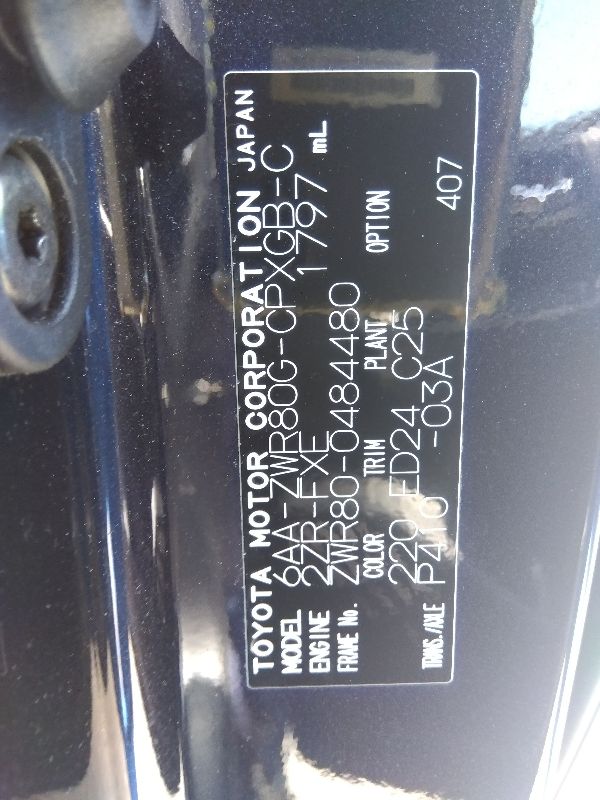 TOYOTA MOTOR CORPORATION JAPAN
MODEL 6AA-ZWR80G-CPXGB-C
ENGINE 2ZR-FXE 1797 mL
FRAME No. ZWR80-0484480
COLOR TRIM PLANT OPTION
220 FD24 C25
TRANS./AXLE P410 -03A 407